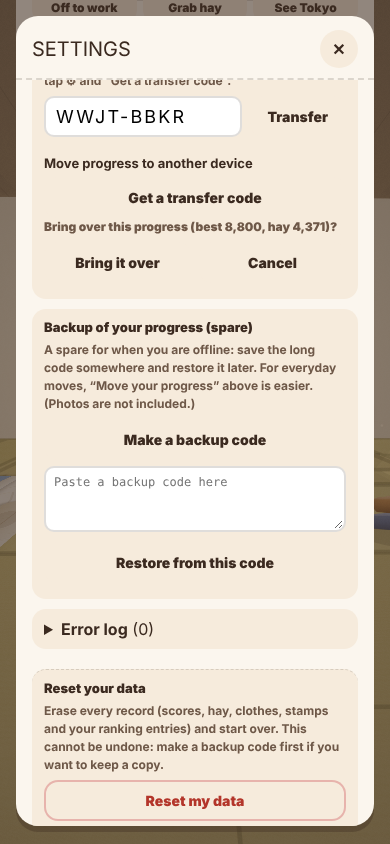 Off to work Grab hay See Tokyo
SETTINGS ×
tap ⚙ and “Get a transfer code”.
WWJT-BBKR Transfer
Move progress to another device
Get a transfer code
Bring over this progress (best 8,800, hay 4,371)?
Bring it over Cancel
Backup of your progress (spare)
A spare for when you are offline: save the long
code somewhere and restore it later. For everyday
moves, “Move your progress” above is easier.
(Photos are not included.)
Make a backup code
Paste a backup code here
Restore from this code
▶ Error log (0)
Reset your data
Erase every record (scores, hay, clothes, stamps
and your ranking entries) and start over. This
cannot be undone: make a backup code first if you
want to keep a copy.
Reset my data